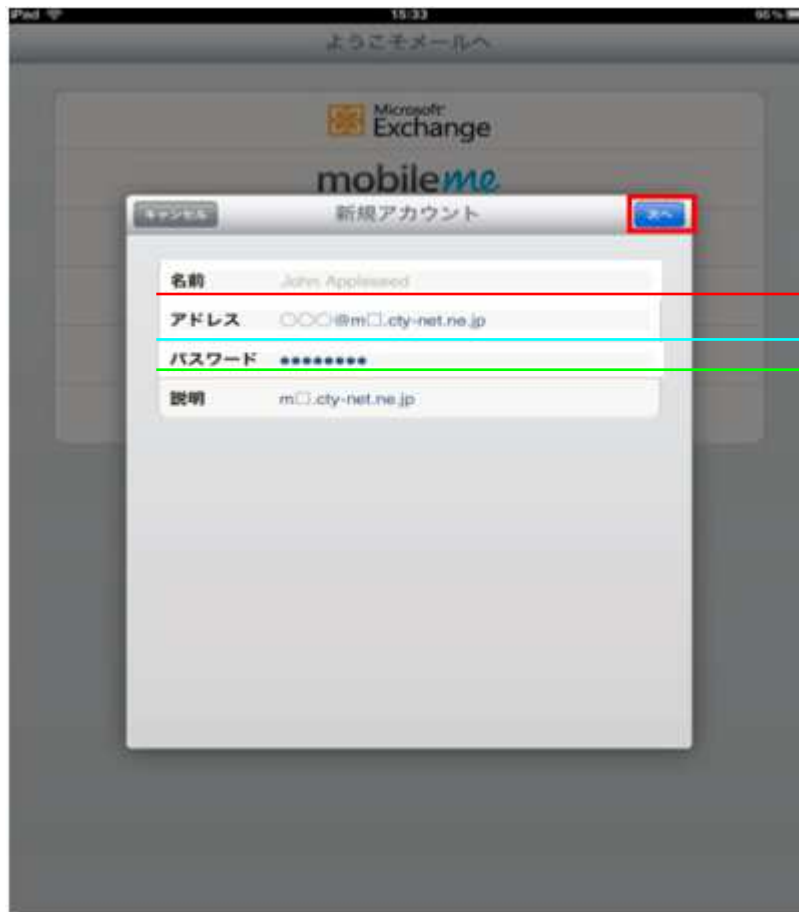 iPad 15:33 96%
ようこそメールへ
Microsoft
Exchange
mobileme
キャンセル 新規アカウント 次へ
名前 John Appleseed
アドレス ○○○@m□.cty-net.ne.jp
パスワード ●●●●●●●●
説明 m□.cty-net.ne.jp